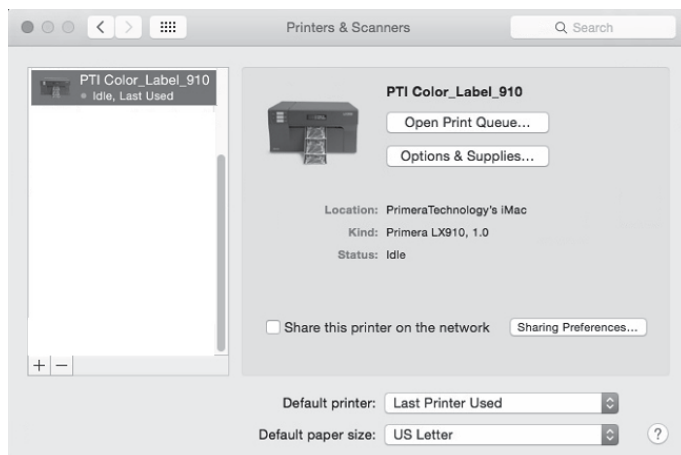 Printers & Scanners
Search
PTI Color_Label_910
Idle, Last Used
PTI Color_Label_910
Open Print Queue...
Options & Supplies...
Location: PrimeraTechnology's iMac
Kind: Primera LX910, 1.0
Status: Idle
Share this printer on the network
Sharing Preferences...
+ −
Default printer: Last Printer Used
Default paper size: US Letter
?